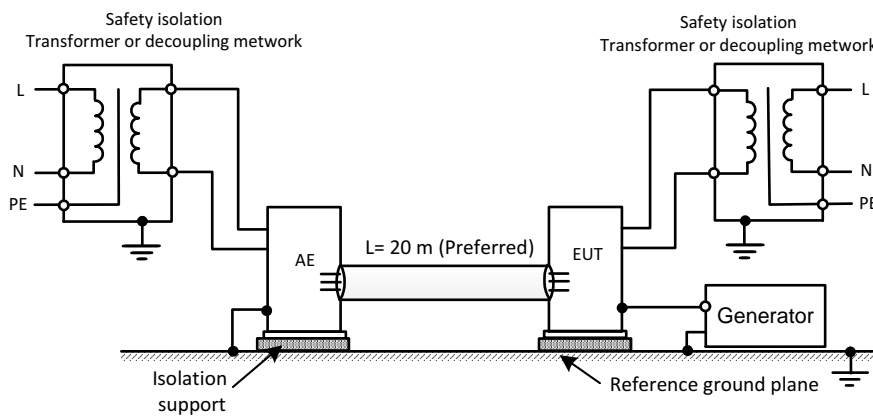 Safety isolation
Transformer or decoupling metwork
Safety isolation
Transformer or decoupling metwork
L
N
PE
L
N
PE
AE
L= 20 m (Preferred)
EUT
Generator
Isolation
support
Reference ground plane